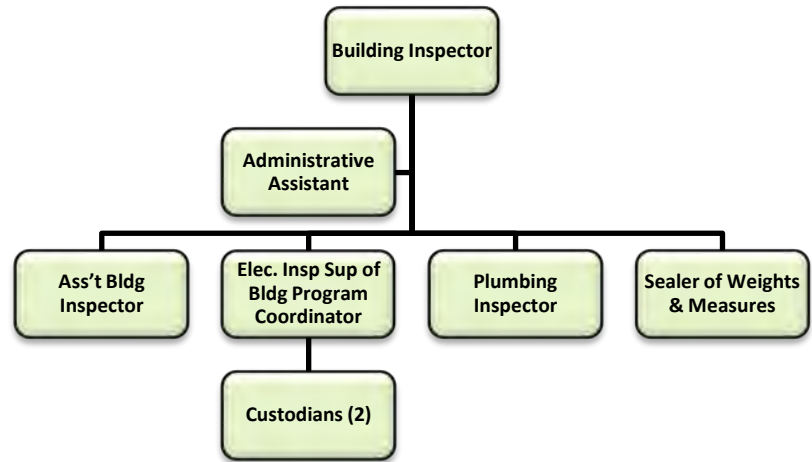 Building Inspector
Administrative
Assistant
Ass't Bldg
Inspector
Elec. Insp Sup of
Bldg Program
Coordinator
Plumbing
Inspector
Sealer of Weights
& Measures
Custodians (2)